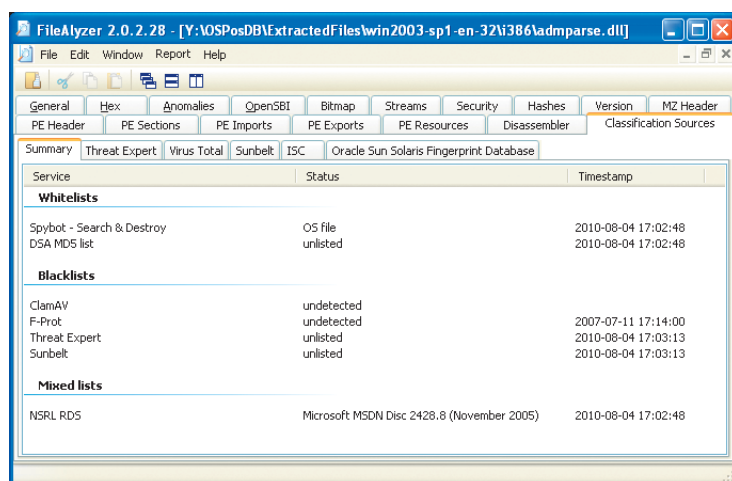 FileAlyzer 2.0.2.28 - [Y:\OSPosDB\ExtractedFiles\win2003-sp1-en-32\i386\admparse.dll]
File Edit Window Report Help
General Hex Anomalies OpenSBI Bitmap Streams Security Hashes Version MZ Header
PE Header PE Sections PE Imports PE Exports PE Resources Disassembler Classification Sources
Summary Threat Expert Virus Total Sunbelt ISC Oracle Sun Solaris Fingerprint Database
Service Status Timestamp
Whitelists
Spybot - Search & Destroy OS file 2010-08-04 17:02:48
DSA MD5 list unlisted 2010-08-04 17:02:48
Blacklists
ClamAV undetected
F-Prot undetected 2007-07-11 17:14:00
Threat Expert unlisted 2010-08-04 17:03:13
Sunbelt unlisted 2010-08-04 17:03:13
Mixed lists
NSRL RDS Microsoft MSDN Disc 2428.8 (November 2005) 2010-08-04 17:02:48